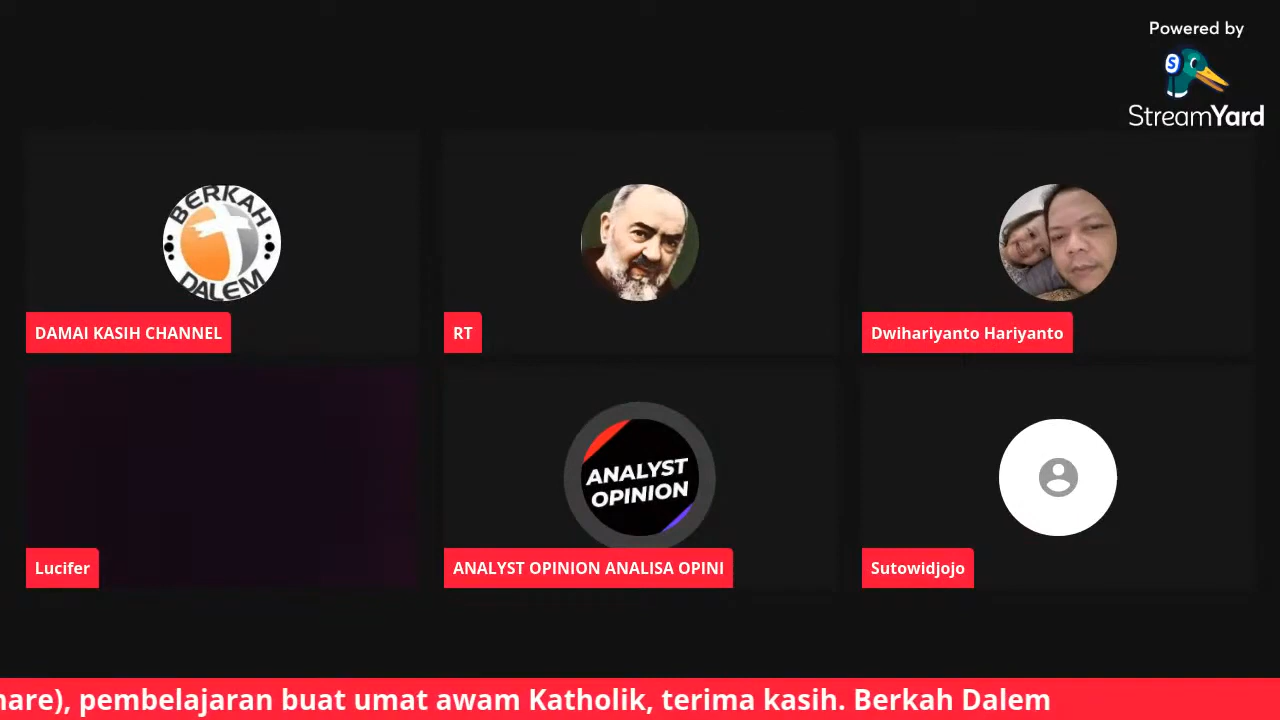 Powered by
StreamYard
BERKAH
DALEM
DAMAI KASIH CHANNEL
RT
Dwihariyanto Hariyanto
Lucifer
ANALYST
OPINION
ANALYST OPINION ANALISA OPINI
Sutowidjojo
hare), pembelajaran buat umat awam Katholik, terima kasih. Berkah Dalem